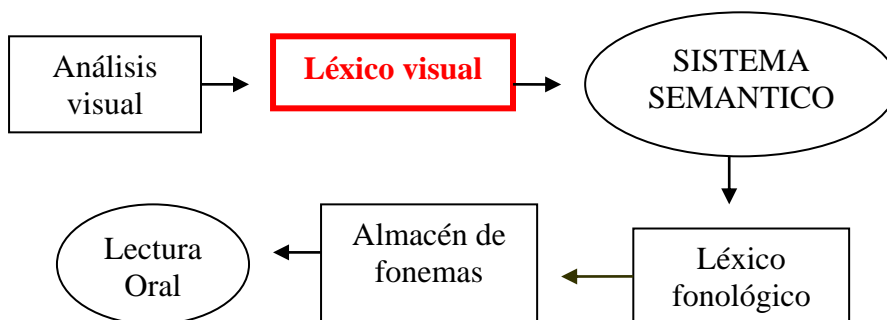 Análisis
visual
Léxico visual
SISTEMA
SEMANTICO
Lectura
Oral
Almacén de
fonemas
Léxico
fonológico